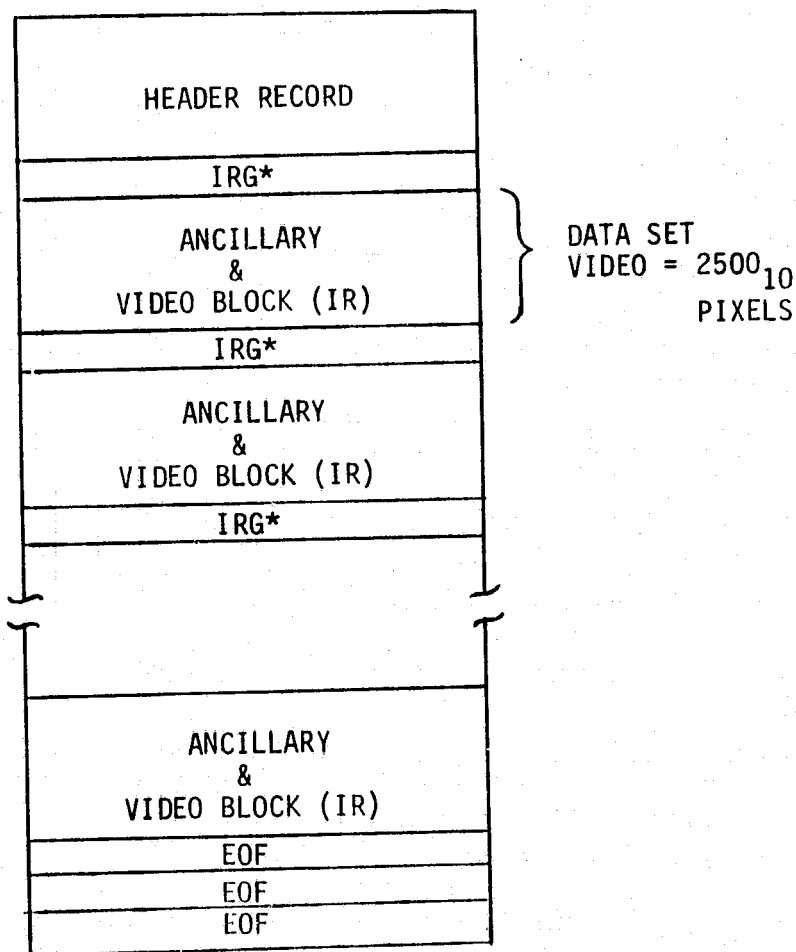 HEADER RECORD
IRG*
ANCILLARY
&
VIDEO BLOCK (IR)
DATA SET
VIDEO = 2500₁₀
PIXELS
IRG*
ANCILLARY
&
VIDEO BLOCK (IR)
IRG*
ANCILLARY
&
VIDEO BLOCK (IR)
EOF
EOF
EOF